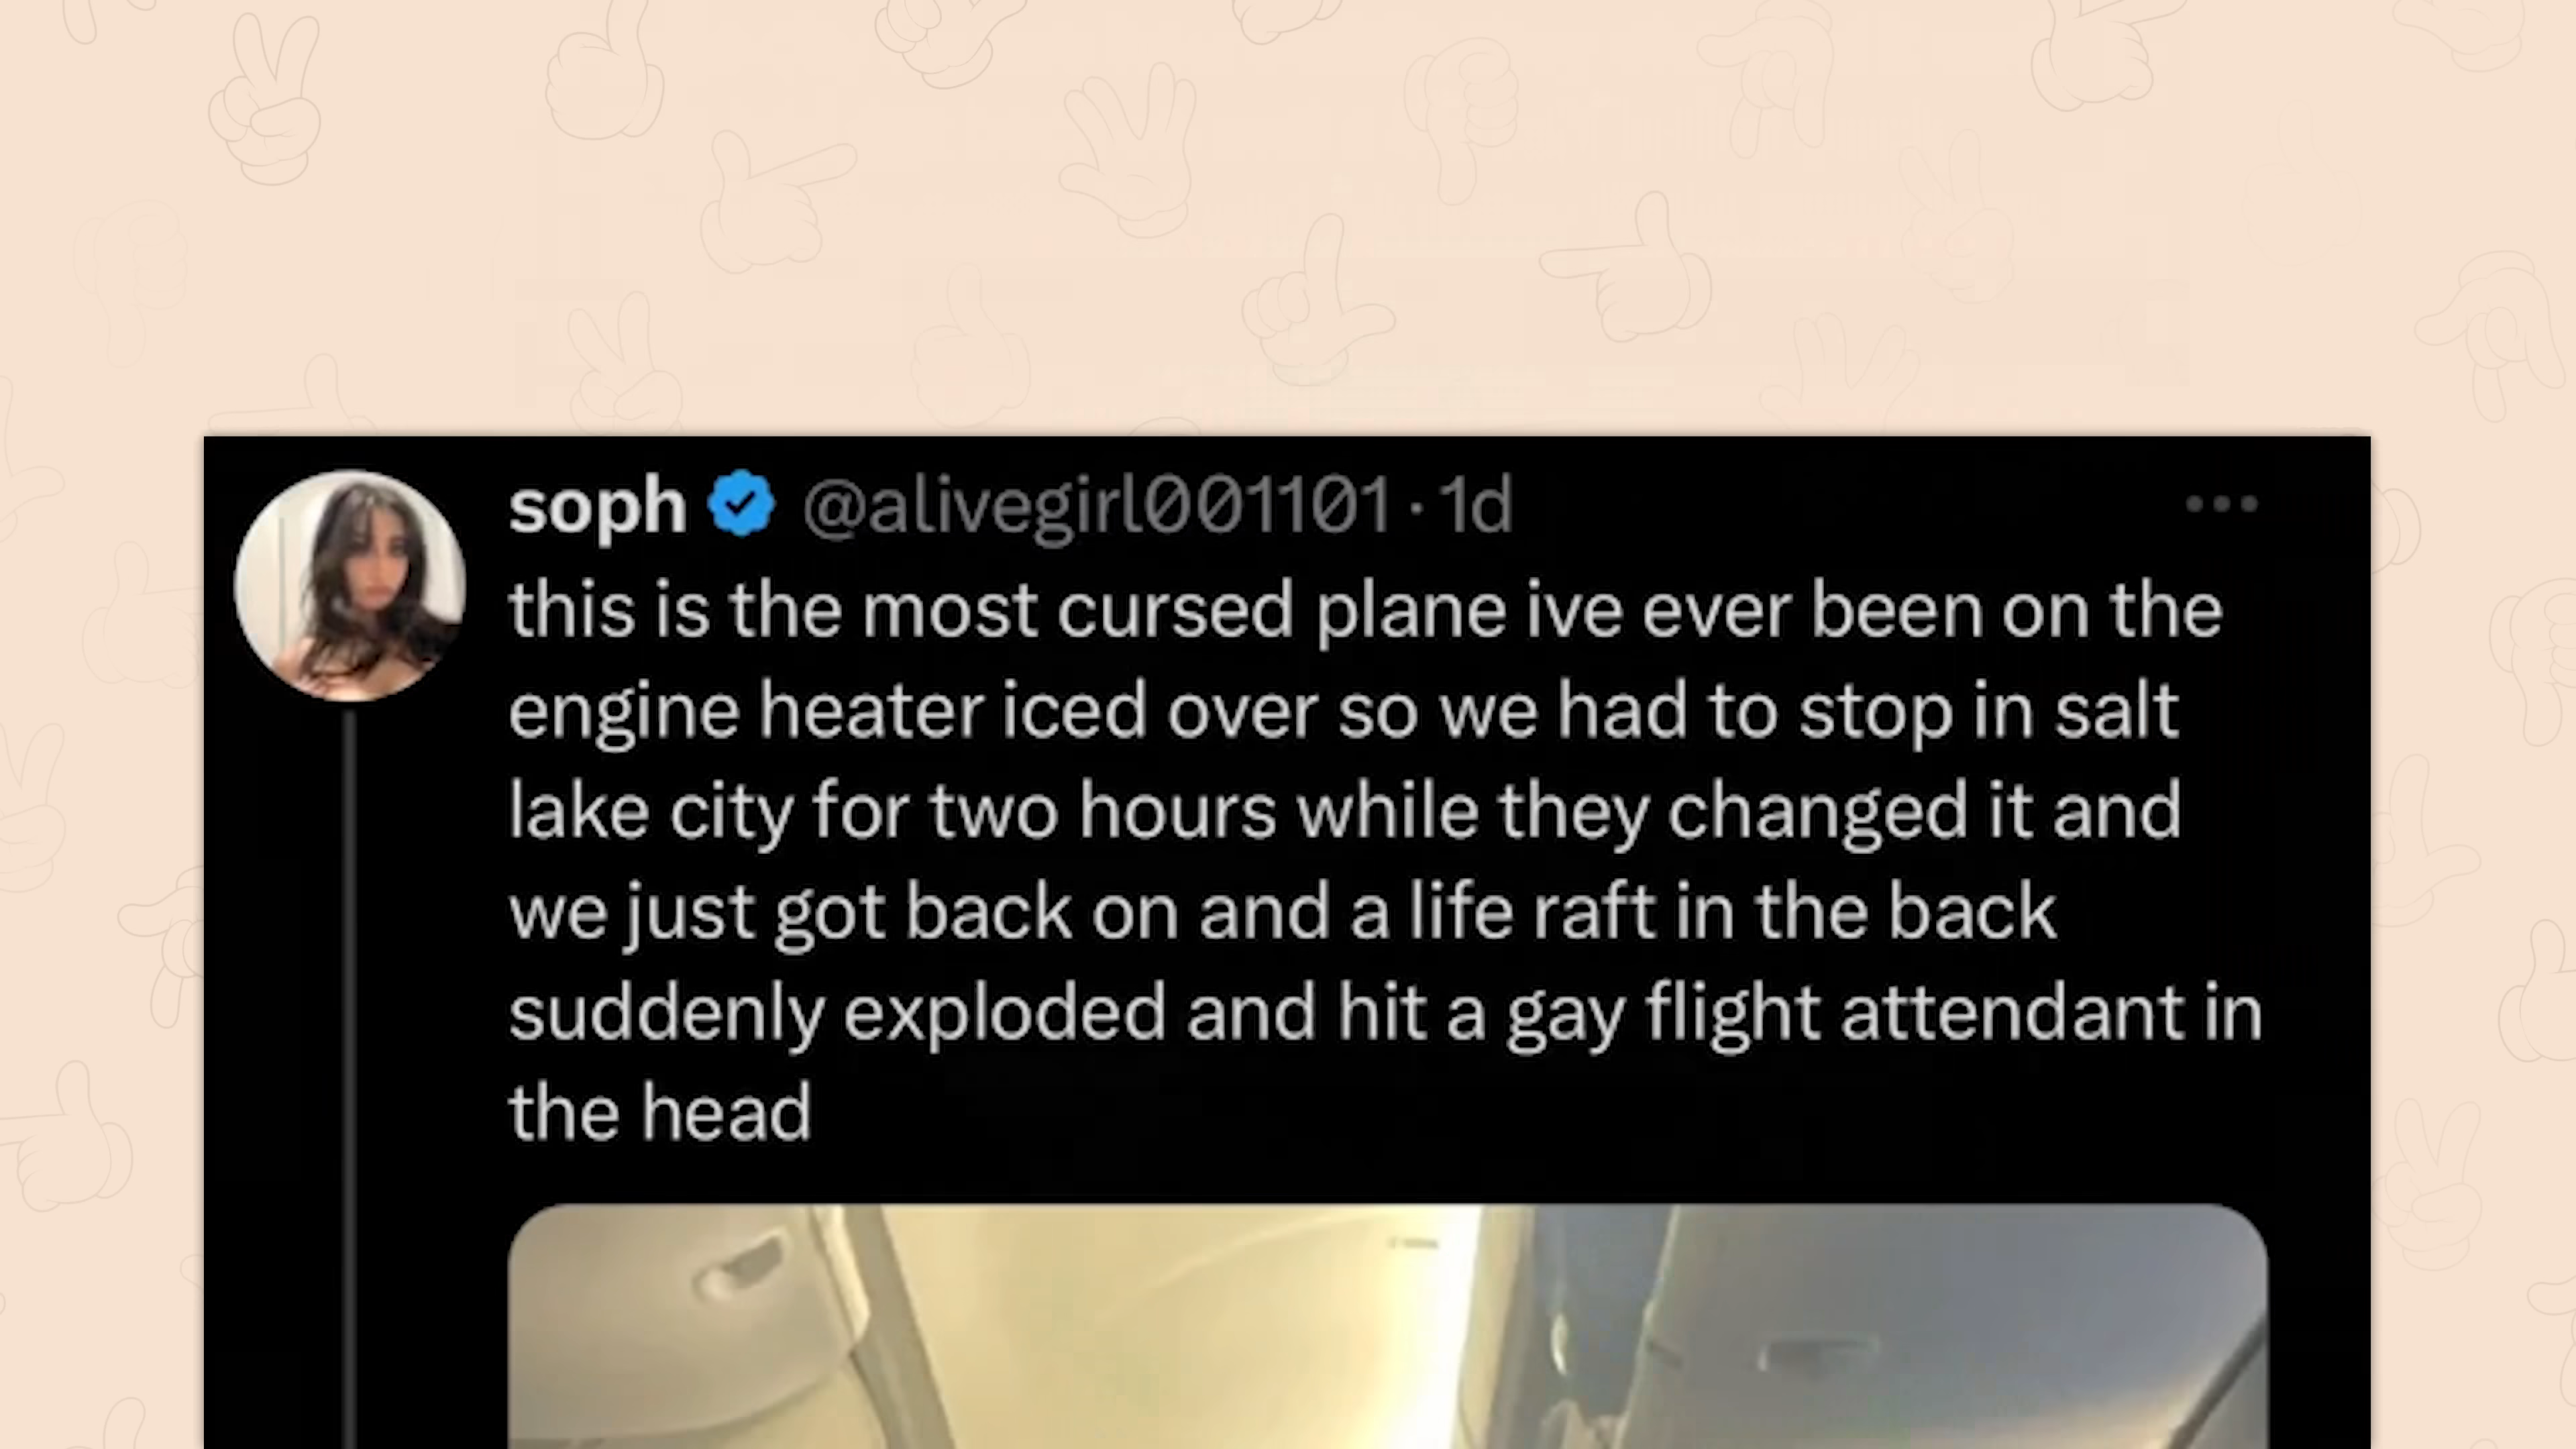 soph @alivegirl001101 · 1d
this is the most cursed plane ive ever been on the
engine heater iced over so we had to stop in salt
lake city for two hours while they changed it and
we just got back on and a life raft in the back
suddenly exploded and hit a gay flight attendant in
the head